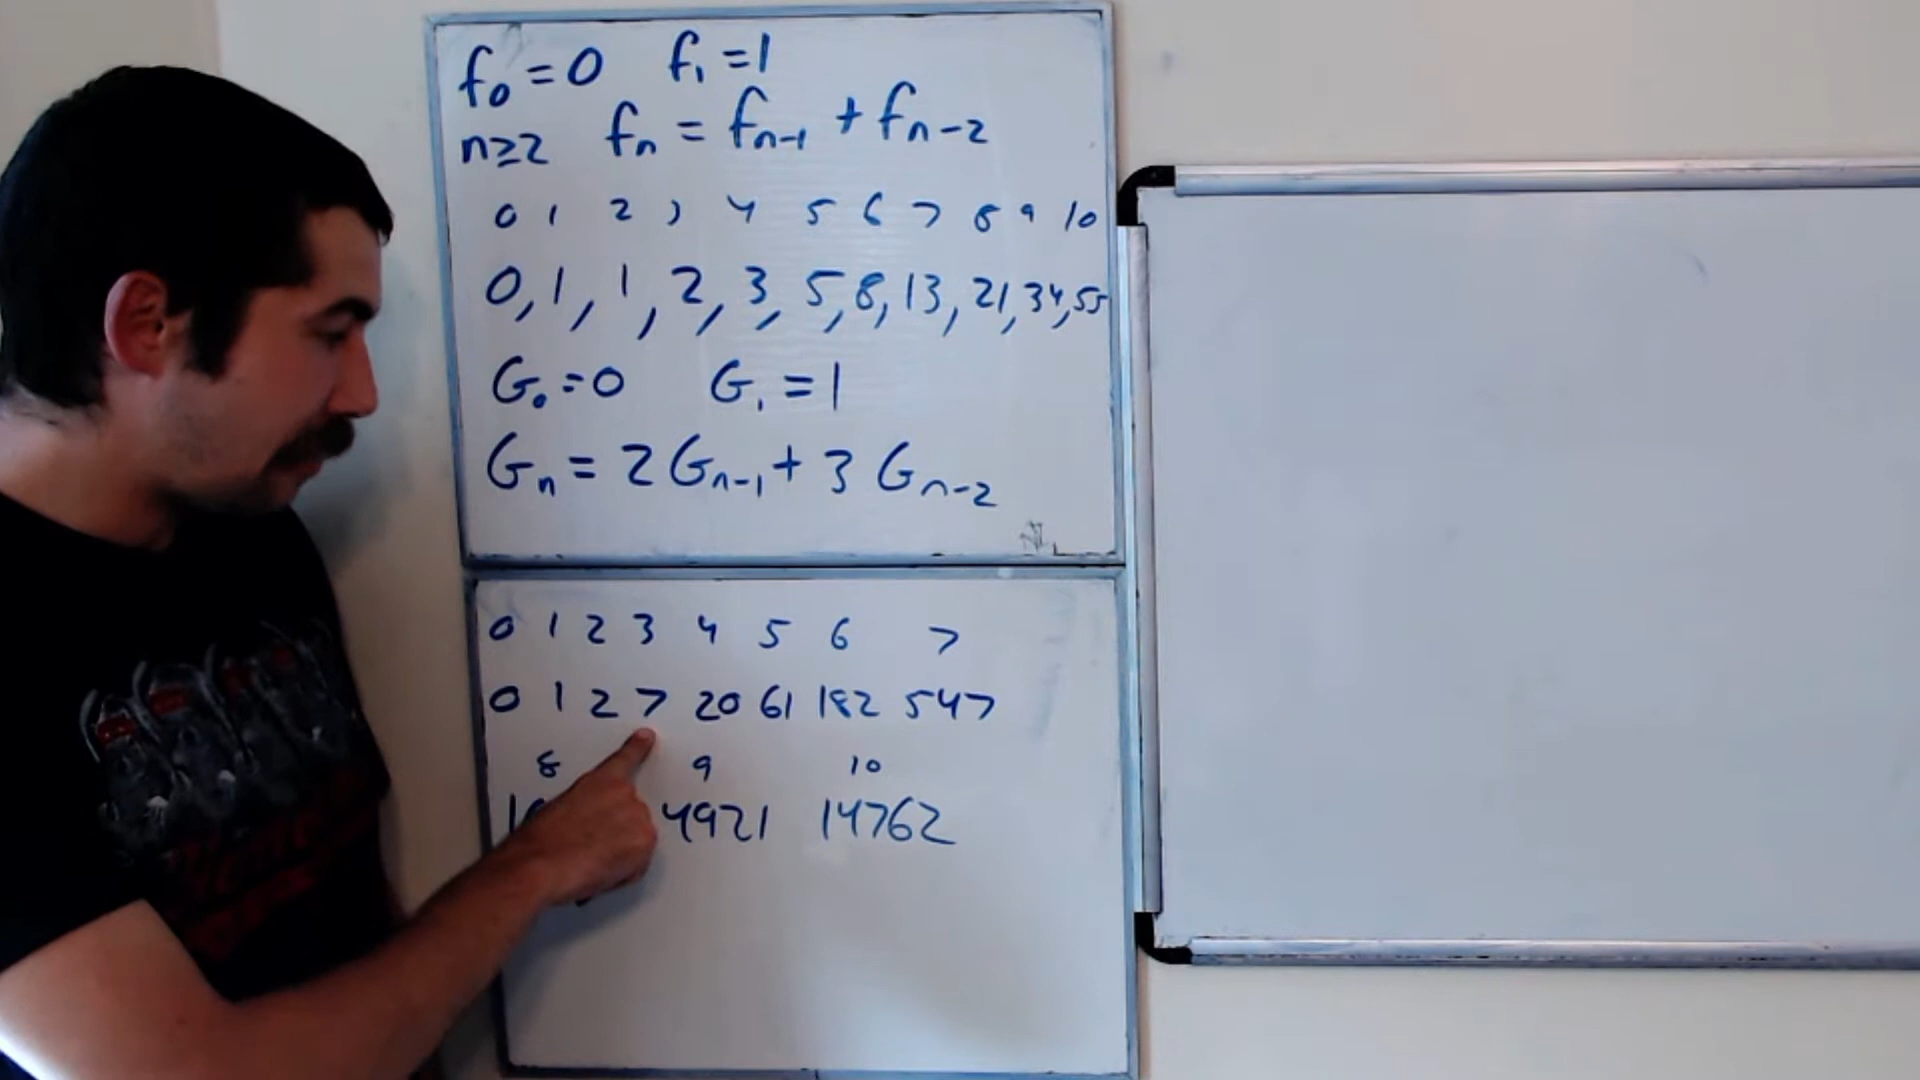 f₀ = 0 f₁ = 1
n≥2 fₙ = fₙ₋₁ + fₙ₋₂
0 1 2 3 4 5 6 7 8 9 10
0, 1, 1, 2, 3, 5, 8, 13, 21, 34, 55
G₀ = 0 G₁ = 1
Gₙ = 2Gₙ₋₁ + 3Gₙ₋₂
0 1 2 3 4 5 6 7
0 1 2 7 20 61 182 547
8 9 10
4921 14762